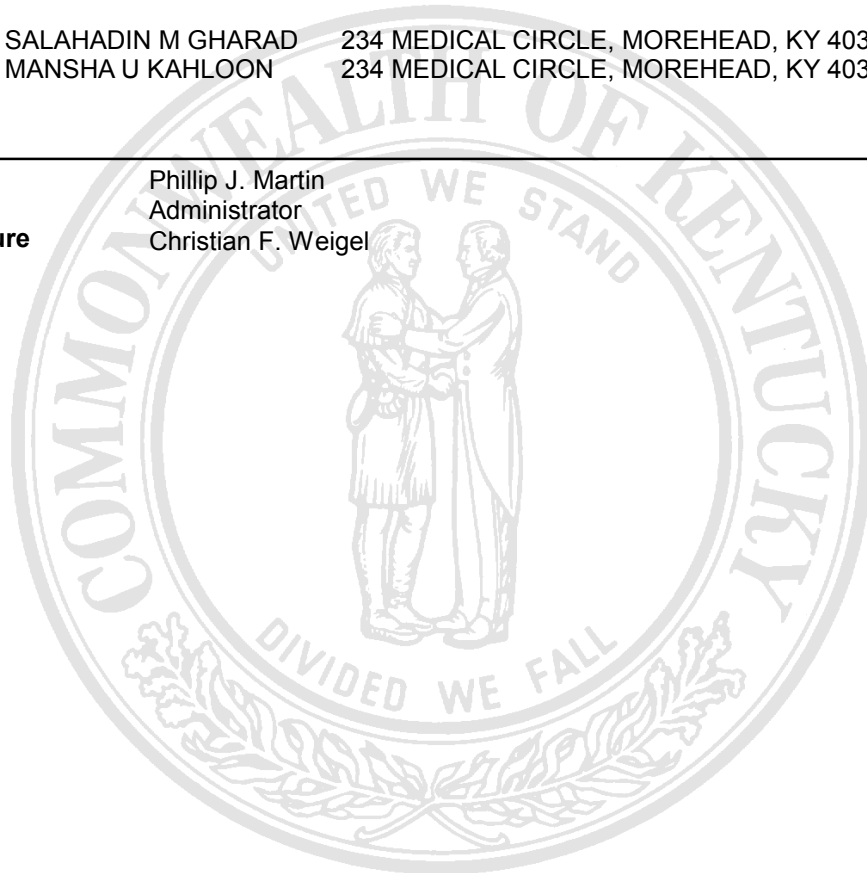 SALAHADIN M GHARAD 234 MEDICAL CIRCLE, MOREHEAD, KY 403
MANSHA U KAHLOON 234 MEDICAL CIRCLE, MOREHEAD, KY 403
Phillip J. Martin
Administrator
ure Christian F. Weigel
COMMONWEALTH OF KENTUCKY
UNITED WE STAND
DIVIDED WE FALL